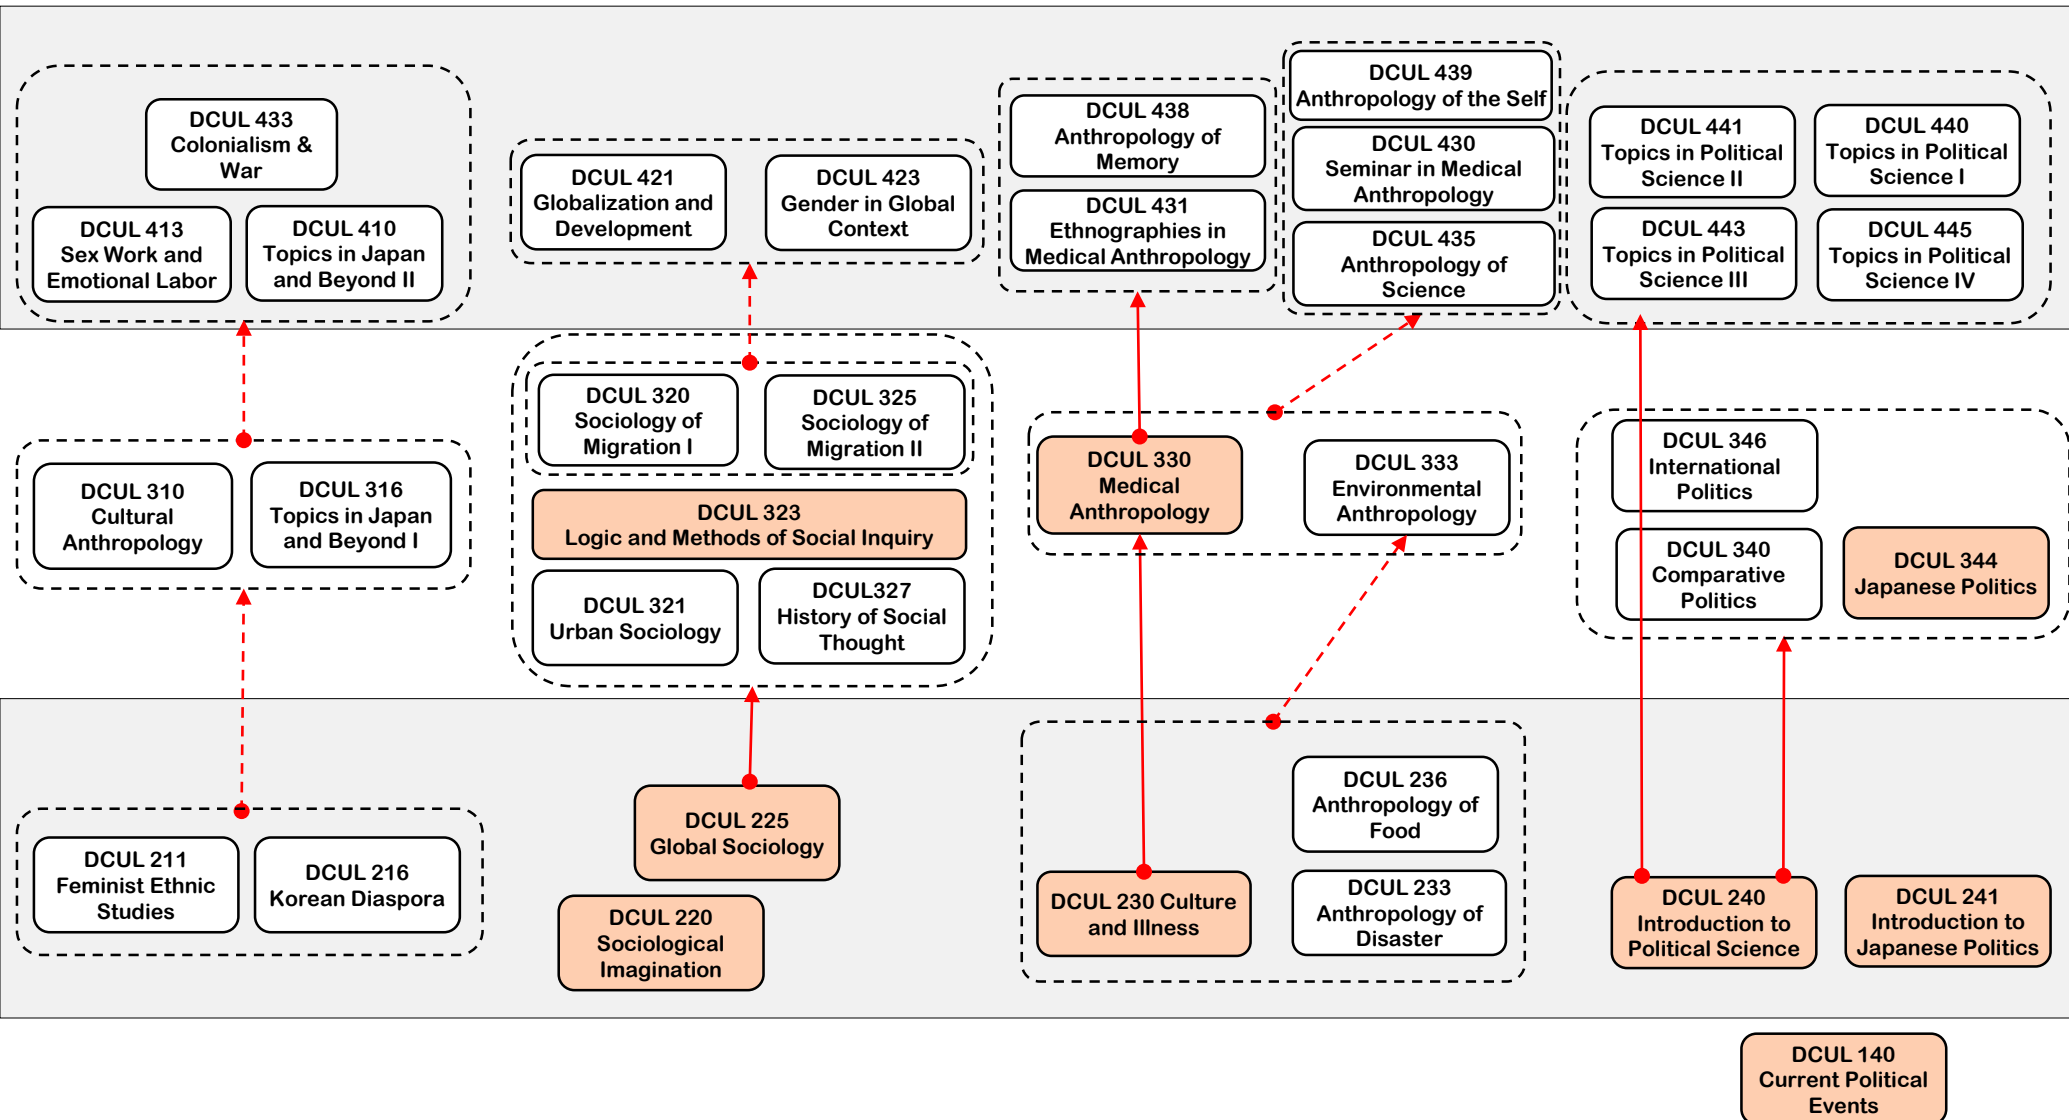 DCUL 433
Colonialism &
War
DCUL 413
Sex Work and
Emotional Labor
DCUL 410
Topics in Japan
and Beyond II
DCUL 421
Globalization and
Development
DCUL 423
Gender in Global
Context
DCUL 438
Anthropology of
Memory
DCUL 431
Ethnographies in
Medical Anthropology
DCUL 439
Anthropology of the Self
DCUL 430
Seminar in Medical
Anthropology
DCUL 435
Anthropology of
Science
DCUL 441
Topics in Political
Science II
DCUL 440
Topics in Political
Science I
DCUL 443
Topics in Political
Science III
DCUL 445
Topics in Political
Science IV
DCUL 310
Cultural
Anthropology
DCUL 316
Topics in Japan
and Beyond I
DCUL 320
Sociology of
Migration I
DCUL 325
Sociology of
Migration II
DCUL 323
Logic and Methods of Social Inquiry
DCUL 321
Urban Sociology
DCUL327
History of Social
Thought
DCUL 330
Medical
Anthropology
DCUL 333
Environmental
Anthropology
DCUL 346
International
Politics
DCUL 340
Comparative
Politics
DCUL 344
Japanese Politics
DCUL 211
Feminist Ethnic
Studies
DCUL 216
Korean Diaspora
DCUL 225
Global Sociology
DCUL 220
Sociological
Imagination
DCUL 236
Anthropology of
Food
DCUL 230 Culture
and Illness
DCUL 233
Anthropology of
Disaster
DCUL 240
Introduction to
Political Science
DCUL 241
Introduction to
Japanese Politics
DCUL 140
Current Political
Events